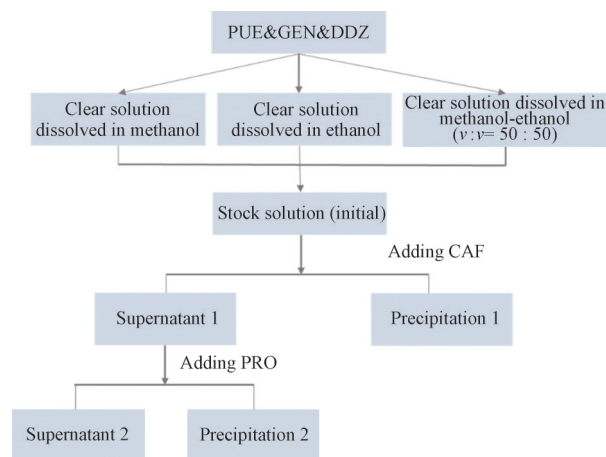 PUE&GEN&DDZ
Clear solution
dissolved in methanol
Clear solution
dissolved in ethanol
Clear solution dissolved in
methanol-ethanol
(v:v= 50 : 50)
Stock solution (initial)
Adding CAF
Supernatant 1
Precipitation 1
Adding PRO
Supernatant 2
Precipitation 2